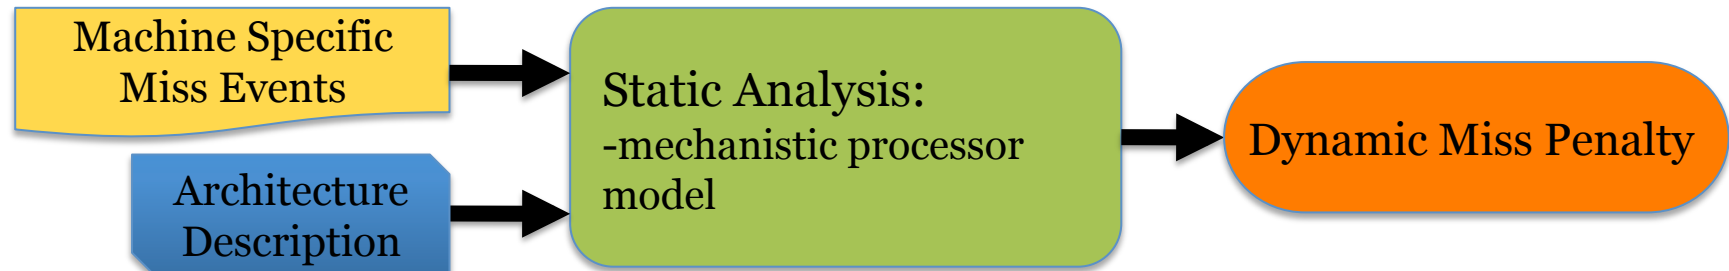 Machine Specific
Miss Events
Architecture
Description
Static Analysis:
-mechanistic processor
model
Dynamic Miss Penalty